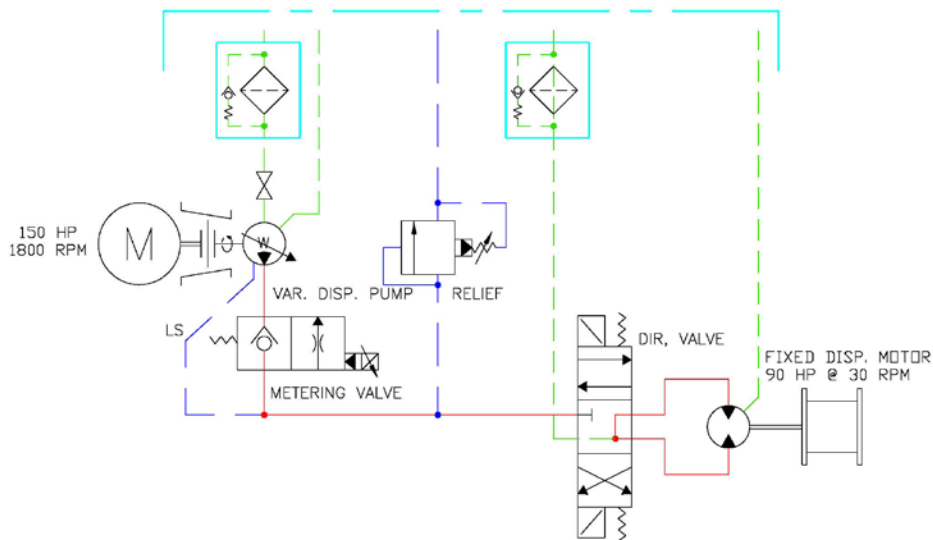 150 HP
1800 RPM
M
W
VAR. DISP. PUMP
RELIEF
LS
METERING VALVE
DIR, VALVE
FIXED DISP. MOTOR
90 HP @ 30 RPM